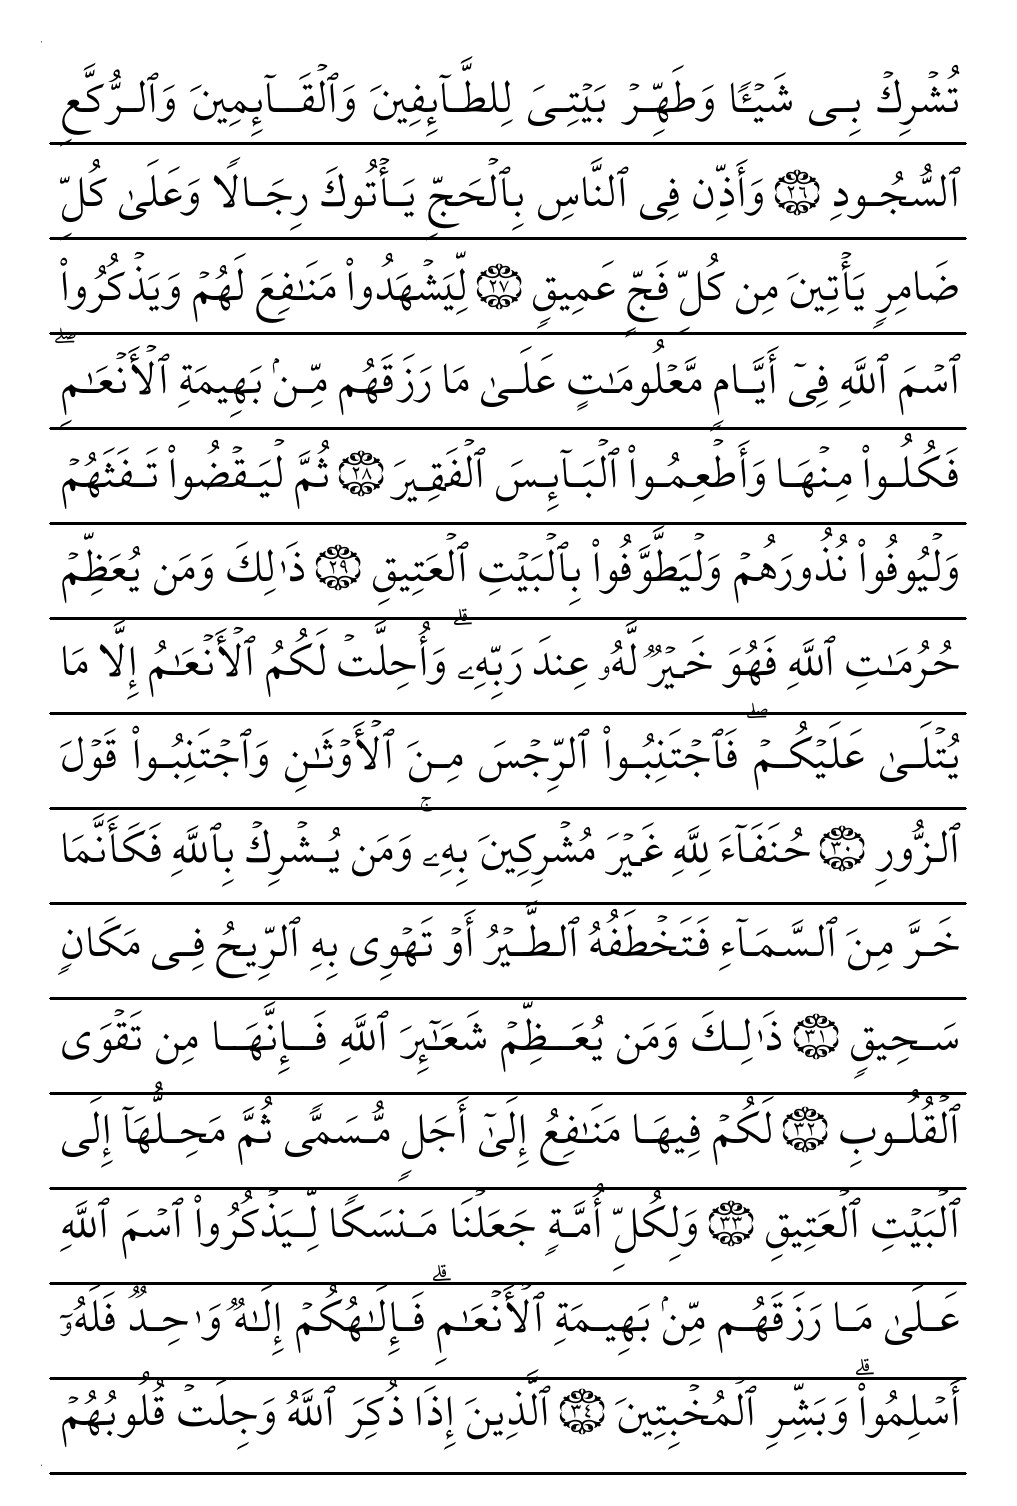 تُشْرِكْ بِى شَيْـًٔا وَطَهِّرْ بَيْتِىَ لِلطَّآئِفِينَ وَٱلْقَآئِمِينَ وَٱلرُّكَّعِ
ٱلسُّجُودِ ٢٦ وَأَذِّن فِى ٱلنَّاسِ بِٱلْحَجِّ يَأْتُوكَ رِجَالًا وَعَلَىٰ كُلِّ
ضَامِرٍ يَأْتِينَ مِن كُلِّ فَجٍّ عَمِيقٍ ٢٧ لِّيَشْهَدُوا۟ مَنَـٰفِعَ لَهُمْ وَيَذْكُرُوا۟
ٱسْمَ ٱللَّهِ فِىٓ أَيَّامٍ مَّعْلُومَـٰتٍ عَلَىٰ مَا رَزَقَهُم مِّنۢ بَهِيمَةِ ٱلْأَنْعَـٰمِ ۖ
فَكُلُوا۟ مِنْهَا وَأَطْعِمُوا۟ ٱلْبَآئِسَ ٱلْفَقِيرَ ٢٨ ثُمَّ لْيَقْضُوا۟ تَفَثَهُمْ
وَلْيُوفُوا۟ نُذُورَهُمْ وَلْيَطَّوَّفُوا۟ بِٱلْبَيْتِ ٱلْعَتِيقِ ٢٩ ذَٰلِكَ وَمَن يُعَظِّمْ
حُرُمَـٰتِ ٱللَّهِ فَهُوَ خَيْرٌ لَّهُۥ عِندَ رَبِّهِۦ ۗ وَأُحِلَّتْ لَكُمُ ٱلْأَنْعَـٰمُ إِلَّا مَا
يُتْلَىٰ عَلَيْكُمْ ۖ فَٱجْتَنِبُوا۟ ٱلرِّجْسَ مِنَ ٱلْأَوْثَـٰنِ وَٱجْتَنِبُوا۟ قَوْلَ
ٱلزُّورِ ٣٠ حُنَفَآءَ لِلَّهِ غَيْرَ مُشْرِكِينَ بِهِۦ ۚ وَمَن يُشْرِكْ بِٱللَّهِ فَكَأَنَّمَا
خَرَّ مِنَ ٱلسَّمَآءِ فَتَخْطَفُهُ ٱلطَّيْرُ أَوْ تَهْوِى بِهِ ٱلرِّيحُ فِى مَكَانٍ
سَحِيقٍ ٣١ ذَٰلِكَ وَمَن يُعَظِّمْ شَعَـٰٓئِرَ ٱللَّهِ فَإِنَّهَا مِن تَقْوَى
ٱلْقُلُوبِ ٣٢ لَكُمْ فِيهَا مَنَـٰفِعُ إِلَىٰٓ أَجَلٍ مُّسَمًّى ثُمَّ مَحِلُّهَآ إِلَى
ٱلْبَيْتِ ٱلْعَتِيقِ ٣٣ وَلِكُلِّ أُمَّةٍ جَعَلْنَا مَنسَكًا لِّيَذْكُرُوا۟ ٱسْمَ ٱللَّهِ
عَلَىٰ مَا رَزَقَهُم مِّنۢ بَهِيمَةِ ٱلْأَنْعَـٰمِ ۗ فَإِلَـٰهُكُمْ إِلَـٰهٌ وَٰحِدٌ فَلَهُۥٓ
أَسْلِمُوا۟ ۗ وَبَشِّرِ ٱلْمُخْبِتِينَ ٣٤ ٱلَّذِينَ إِذَا ذُكِرَ ٱللَّهُ وَجِلَتْ قُلُوبُهُمْ